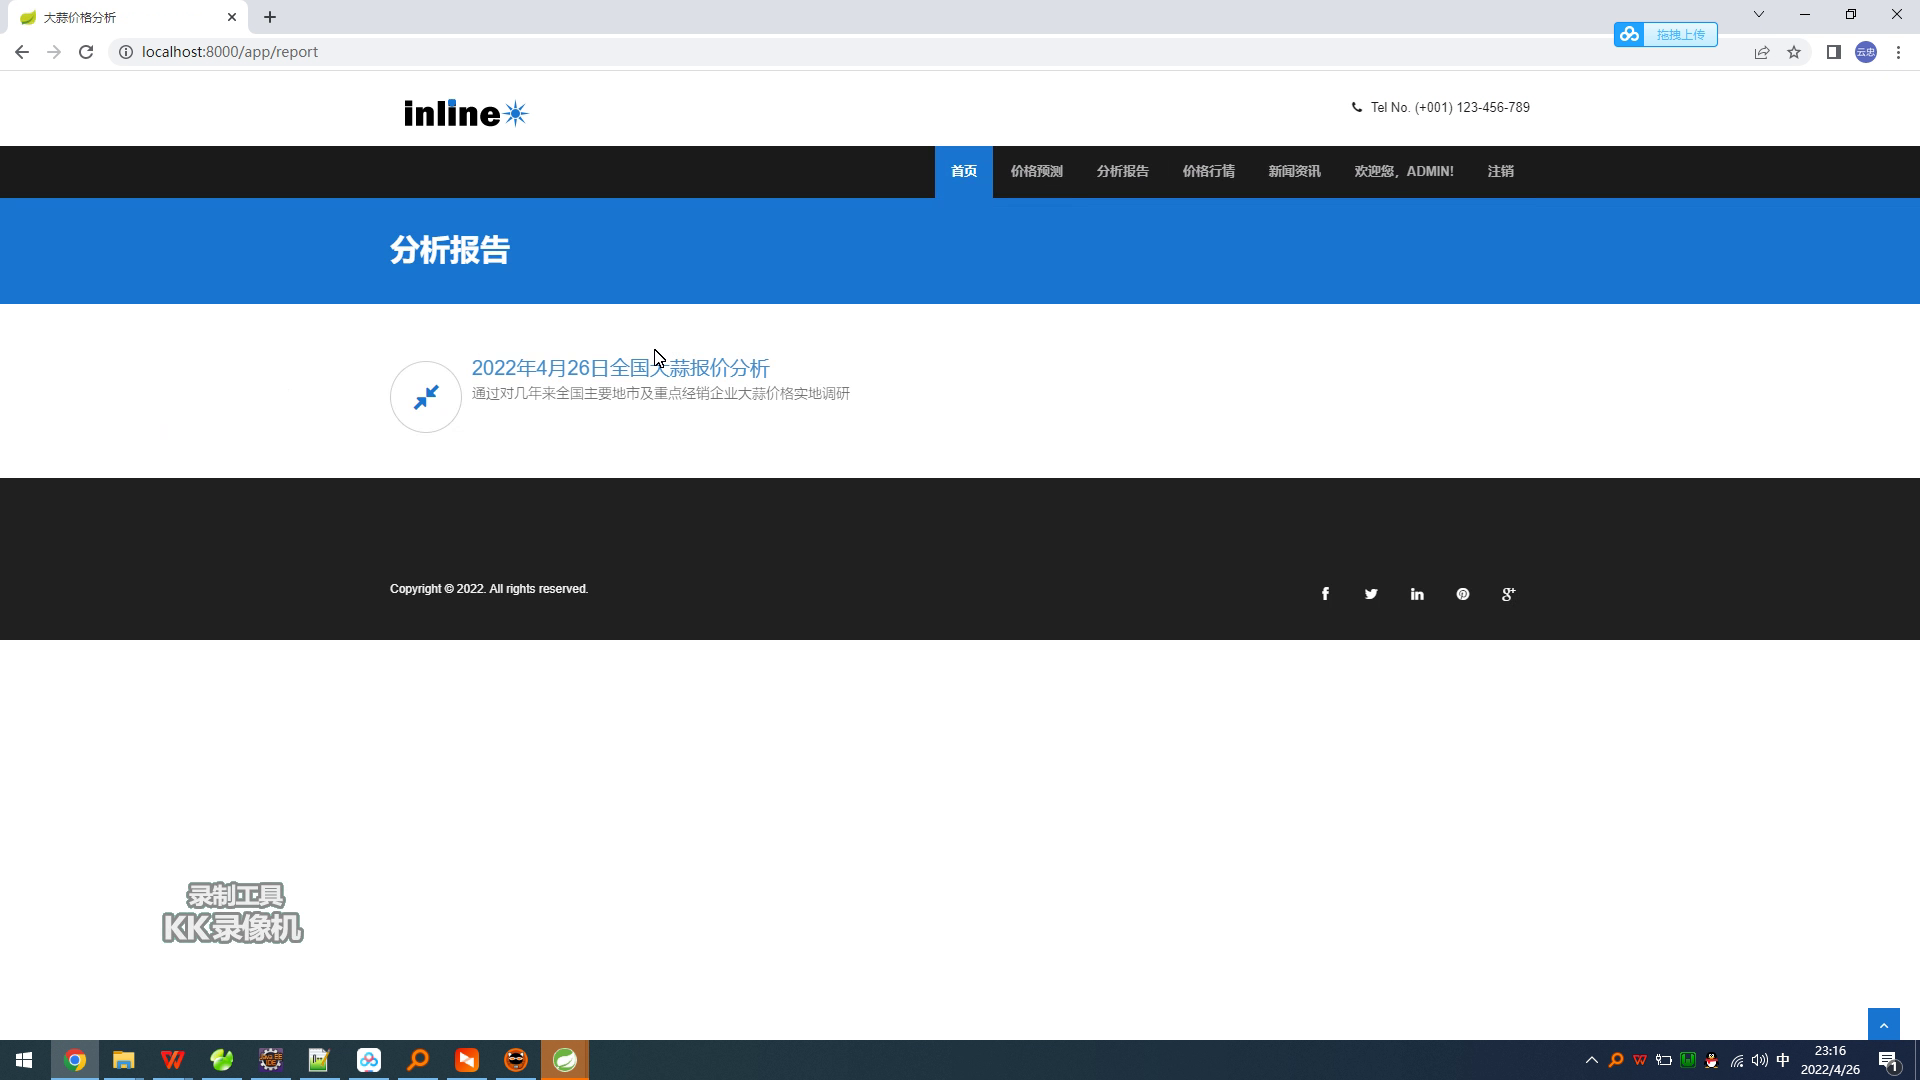 大蒜价格分析
localhost:8000/app/report
拖拽上传
云忠
inline
Tel No. (+001) 123-456-789
首页
价格预测
分析报告
价格行情
新闻资讯
欢迎您，ADMIN!
注销
分析报告
2022年4月26日全国大蒜报价分析
通过对几年来全国主要地市及重点经销企业大蒜价格实地调研
Copyright © 2022. All rights reserved.
录制工具
KK录像机
中
23:16
2022/4/26
1